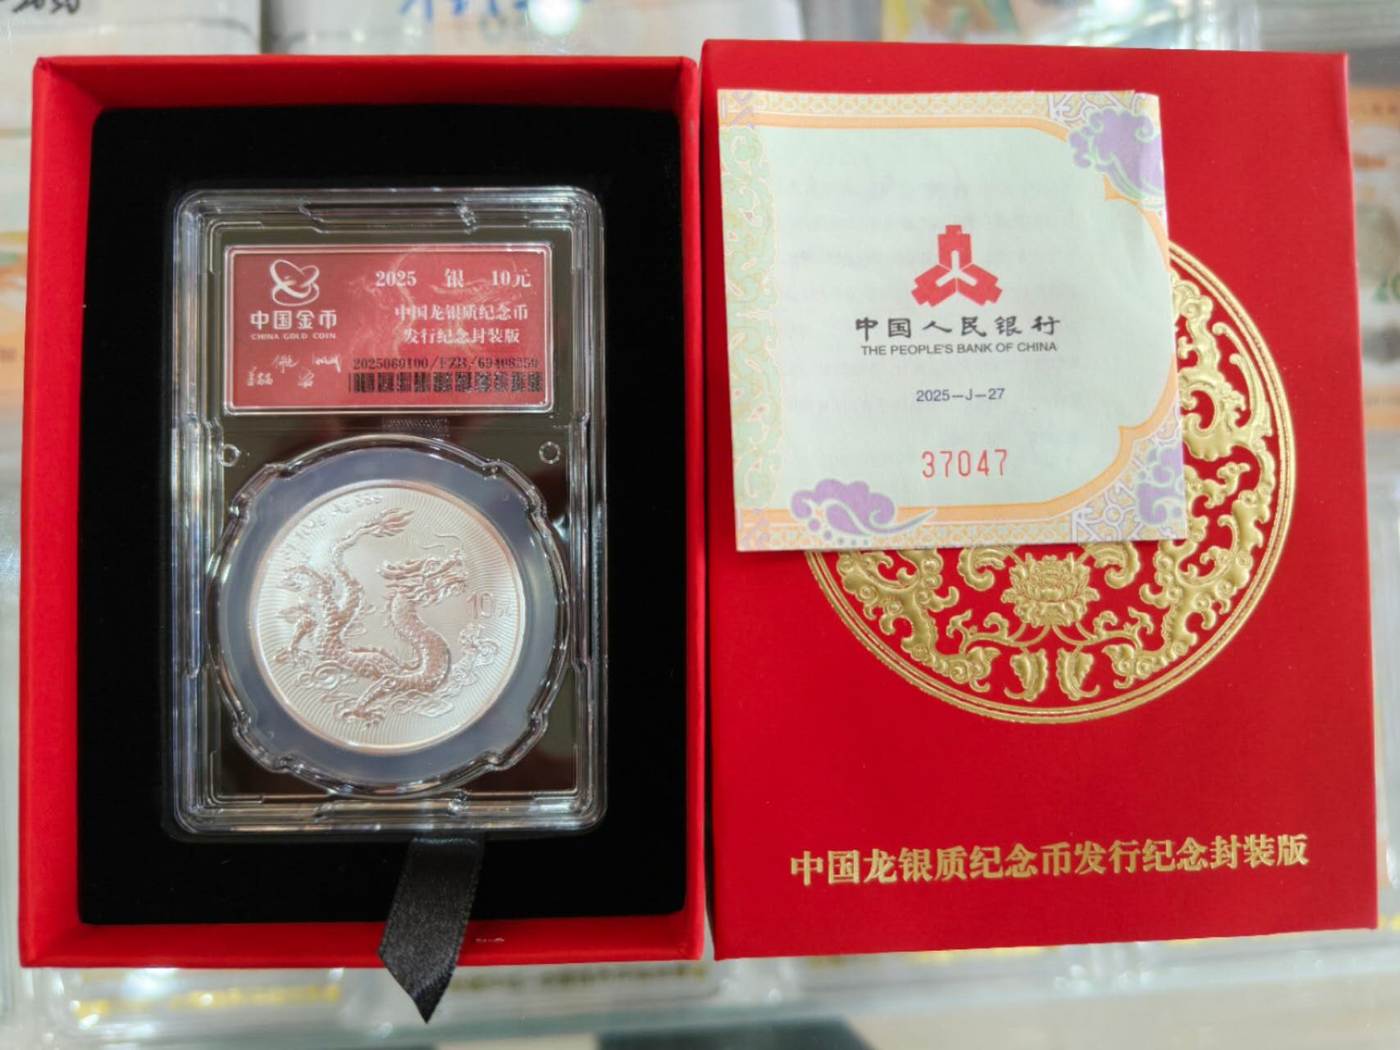 中国金币
CHINA GOLD COIN
2025 银 10元
中国龙银质纪念币
发行纪念封装版
10元
中国人民银行
THE PEOPLE'S BANK OF CHINA
2025-J-27
37047
中国龙银质纪念币发行纪念封装版